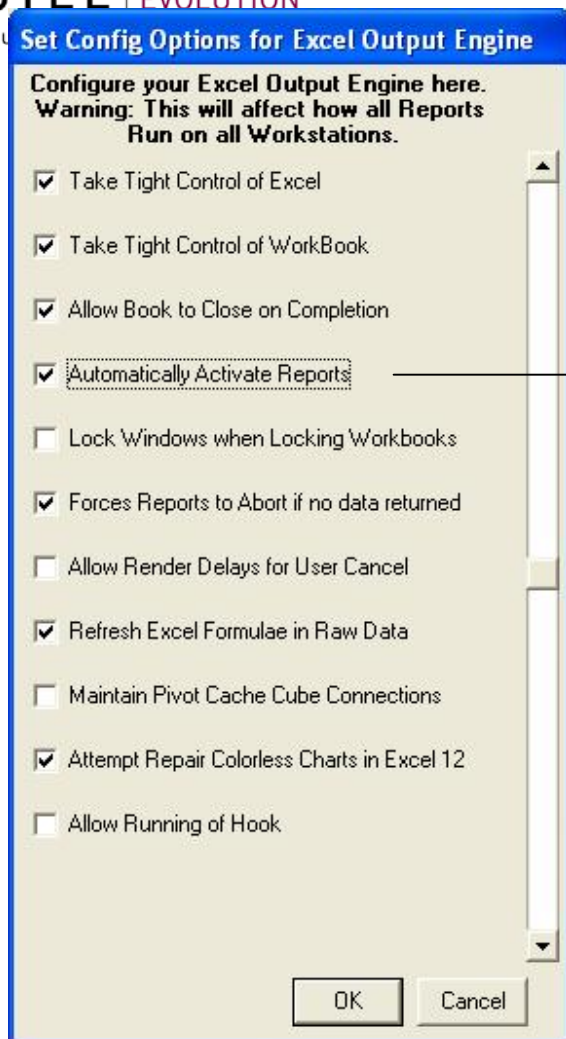 EVOLUTION
Set Config Options for Excel Output Engine
Configure your Excel Output Engine here.
Warning: This will affect how all Reports
Run on all Workstations.
Take Tight Control of Excel
Take Tight Control of WorkBook
Allow Book to Close on Completion
Automatically Activate Reports
Lock Windows when Locking Workbooks
Forces Reports to Abort if no data returned
Allow Render Delays for User Cancel
Refresh Excel Formulae in Raw Data
Maintain Pivot Cache Cube Connections
Attempt Repair Colorless Charts in Excel 12
Allow Running of Hook
OK Cancel